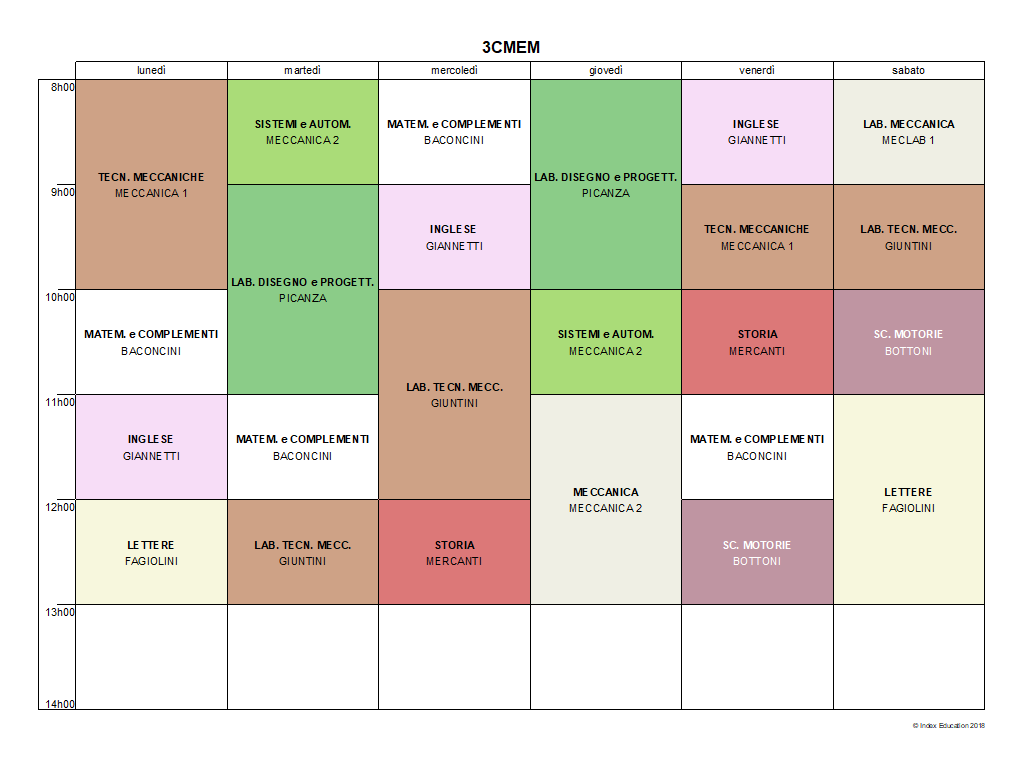 3CMEM
lunedì martedì mercoledì giovedì venerdì sabato
8h00
SISTEMI e AUTOM. MATEM. e COMPLEMENTI INGLESE LAB. MECCANICA
MECCANICA 2 BACONCINI GIANNETTI MECLAB 1
TECN. MECCANICHE LAB. DISEGNO e PROGETT.
9h00 MECCANICA 1 PICANZA
INGLESE TECN. MECCANICHE LAB. TECN. MECC.
GIANNETTI MECCANICA 1 GIUNTINI
LAB. DISEGNO e PROGETT.
10h00 PICANZA
MATEM. e COMPLEMENTI SISTEMI e AUTOM. STORIA SC. MOTORIE
BACONCINI MECCANICA 2 MERCANTI BOTTONI
LAB. TECN. MECC.
11h00 GIUNTINI
INGLESE MATEM. e COMPLEMENTI MATEM. e COMPLEMENTI
GIANNETTI BACONCINI BACONCINI
MECCANICA LETTERE
12h00 MECCANICA 2 FAGIOLINI
LETTERE LAB. TECN. MECC. STORIA SC. MOTORIE
FAGIOLINI GIUNTINI MERCANTI BOTTONI
13h00
14h00
© Index Education 2018